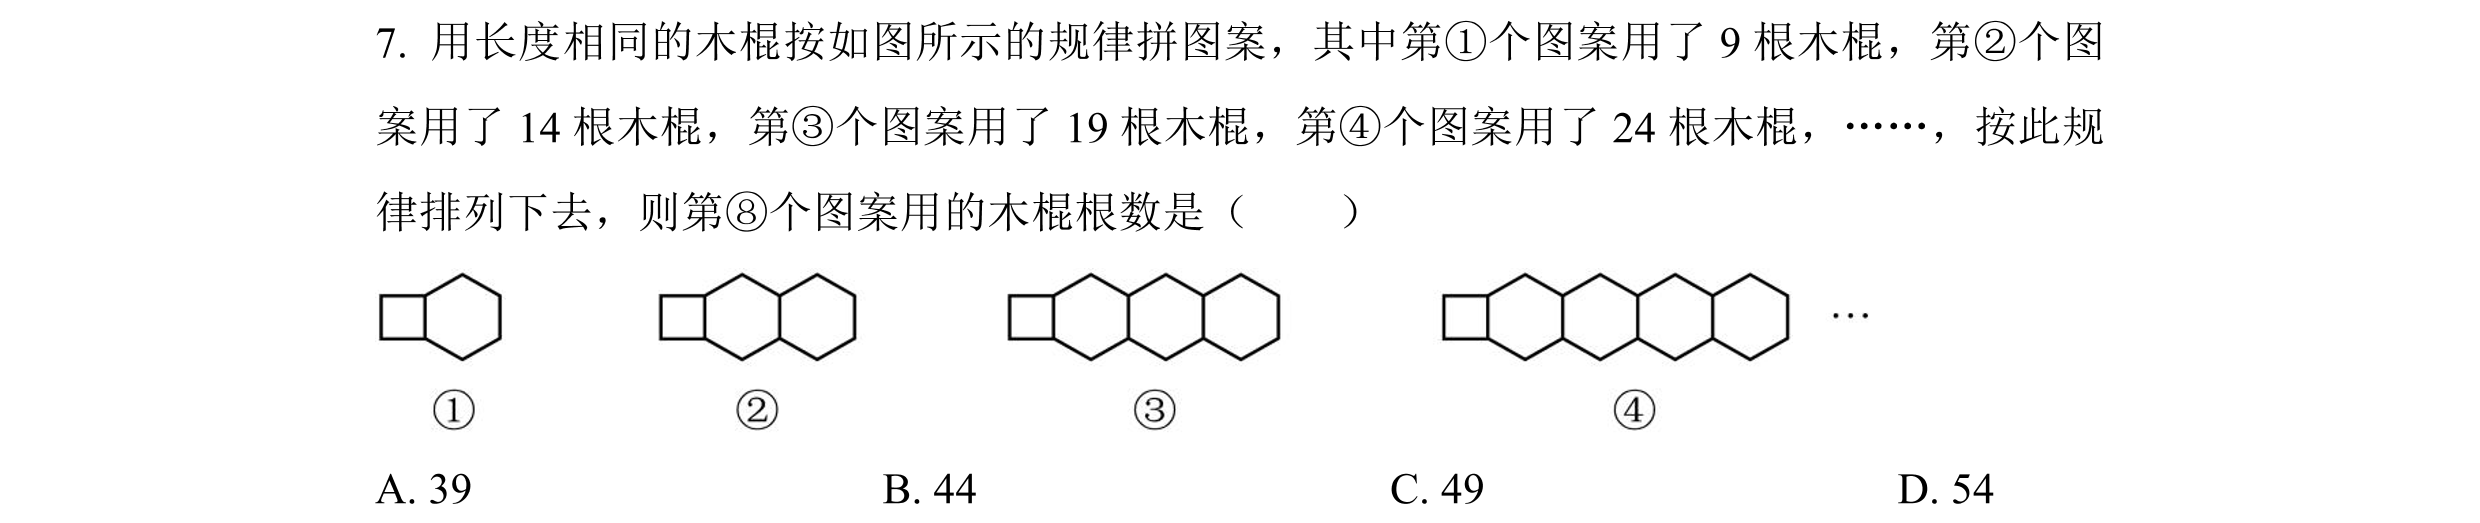 7. 用长度相同的木棍按如图所示的规律拼图案，其中第①个图案用了 9 根木棍，第②个图
案用了 14 根木棍，第③个图案用了 19 根木棍，第④个图案用了 24 根木棍，……，按此规
律排列下去，则第⑧个图案用的木棍根数是（　　）
…
① ② ③ ④
A. 39 B. 44 C. 49 D. 54